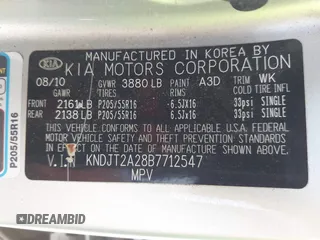 MANUFACTURED IN KOREA BY
KIA KIA MOTORS CORPORATION
08/10 GVWR 3880 LB PAINT A3D TRIM WK
GAWR TIRES RIMS COLD TIRE INFL
FRONT 2161 LB P205/55R16 -6.5JX16 33psi SINGLE
REAR 2138 LB P205/55R16 -6.5JX16 33psi SINGLE
THIS VEHICLE CONFORMS TO ALL APPLICABLE
FEDERAL MOTOR VEHICLE SAFETY AND THEFT
PREVENTION STANDARDS IN EFFECT ON THE
DATE OF MANUFACTURE SHOWN ABOVE.
V.I.N KNDJT2A28B7712547
MPV
P205/55R16
DREAMBID.COM